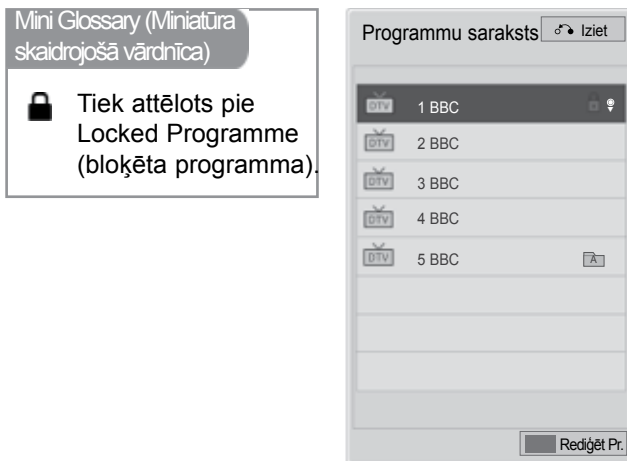 Mini Glossary (Miniatūra
skaidrojošā vārdnīca)
Tiek attēlots pie
Locked Programme
(bloķēta programma).
Programmu saraksts
Iziet
DTV 1 BBC
DTV 2 BBC
DTV 3 BBC
DTV 4 BBC
DTV 5 BBC A
Rediģēt Pr.